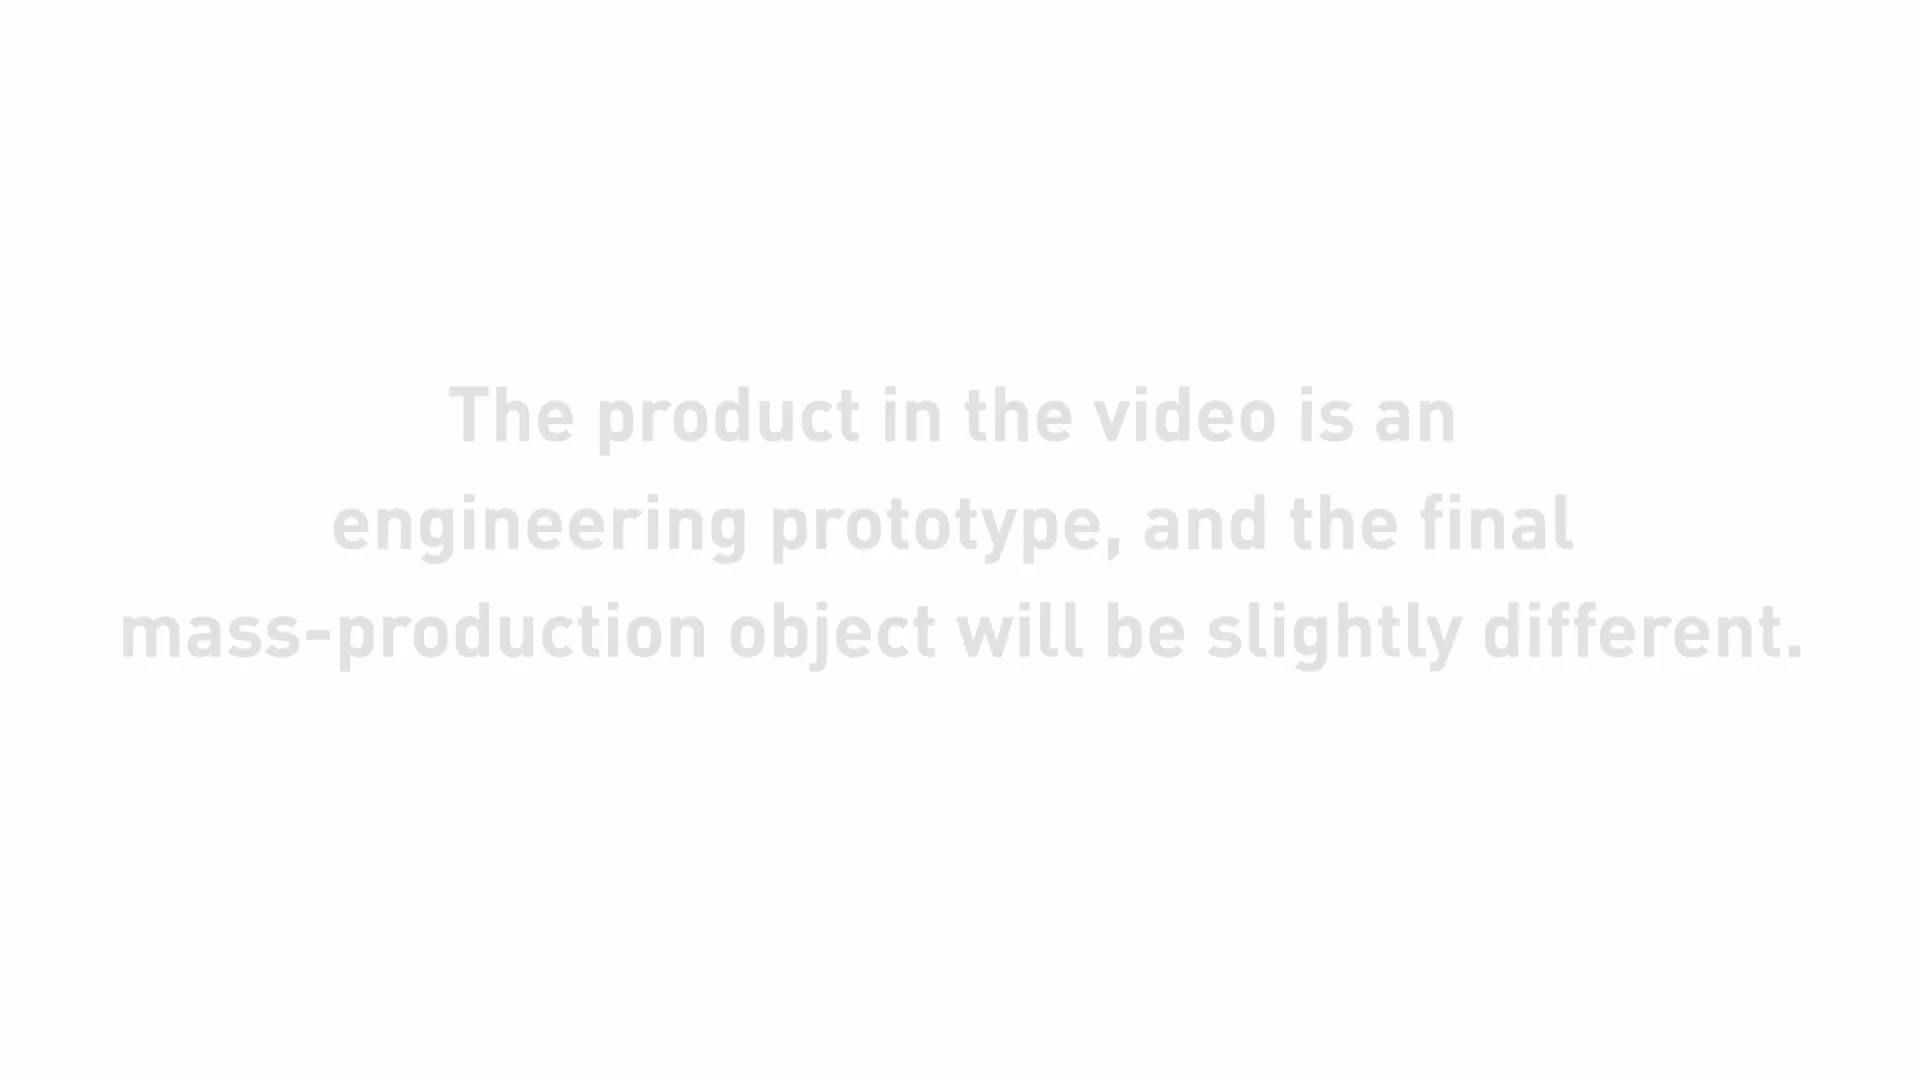 The product in the video is an
engineering prototype, and the final
mass-production object will be slightly different.